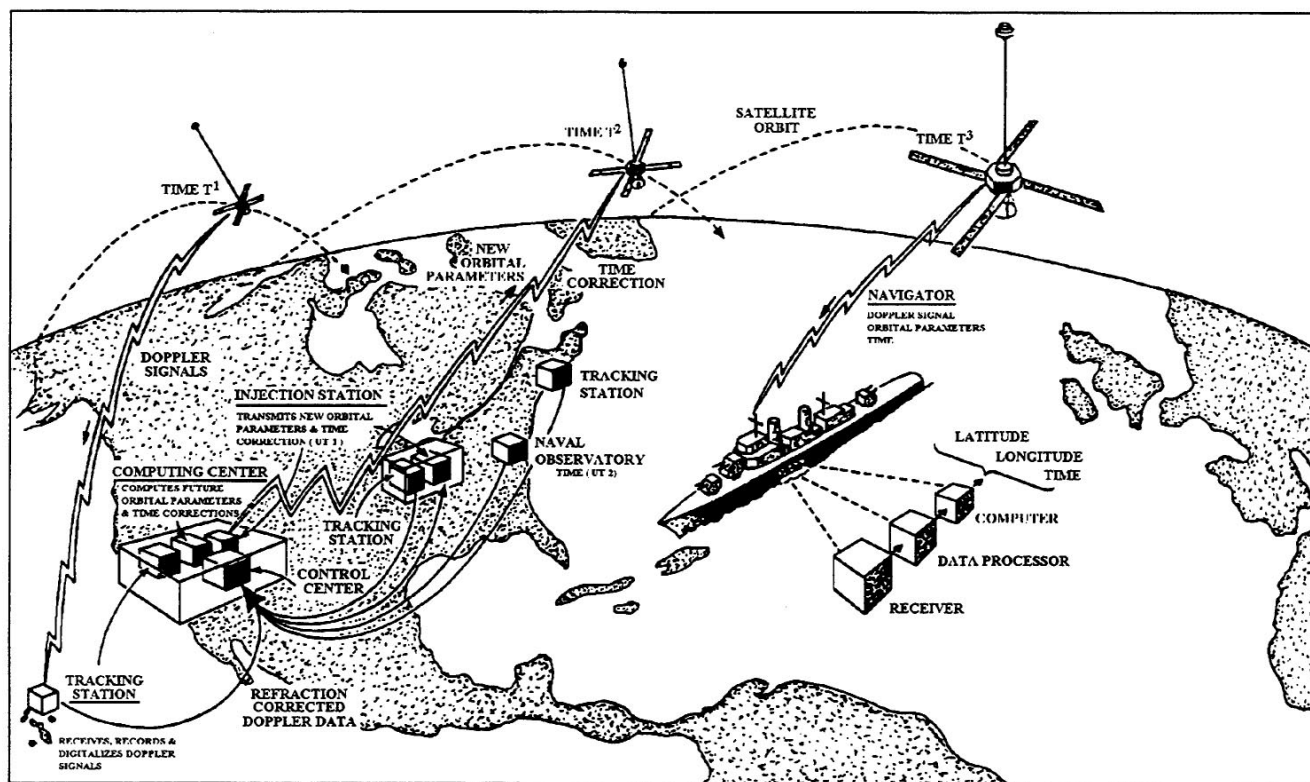 SATELLITE
ORBIT
TIME T¹
TIME T²
TIME T³
NEW
ORBITAL
PARAMETERS
TIME
CORRECTION
NAVIGATOR
DOPPLER SIGNAL
ORBITAL PARAMETERS
TIME
DOPPLER
SIGNALS
TRACKING
STATION
INJECTION STATION
TRANSMITS NEW ORBITAL
PARAMETERS & TIME
CORRECTION ( UT 1 )
NAVAL
OBSERVATORY
TIME ( UT 2)
COMPUTING CENTER
COMPUTES FUTURE
ORBITAL PARAMETERS
& TIME CORRECTIONS
TRACKING
STATION
CONTROL
CENTER
LATITUDE
LONGITUDE
TIME
COMPUTER
DATA PROCESSOR
RECEIVER
TRACKING
STATION
REFRACTION
CORRECTED
DOPPLER DATA
RECEIVES, RECORDS &
DIGITALIZES DOPPLER
SIGNALS